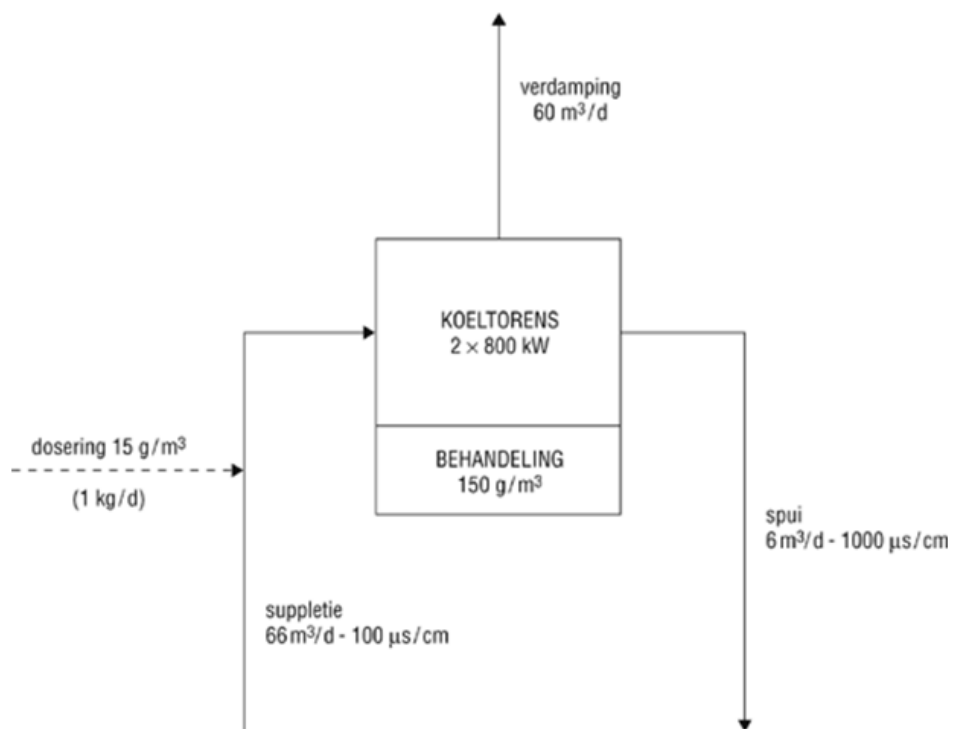 verdamping
60 m³/d
KOELTORENS
2 × 800 kW
dosering 15 g/m³
(1 kg/d)
BEHANDELING
150 g/m³
spui
6 m³/d - 1000 µs/cm
suppletie
66 m³/d - 100 µs/cm